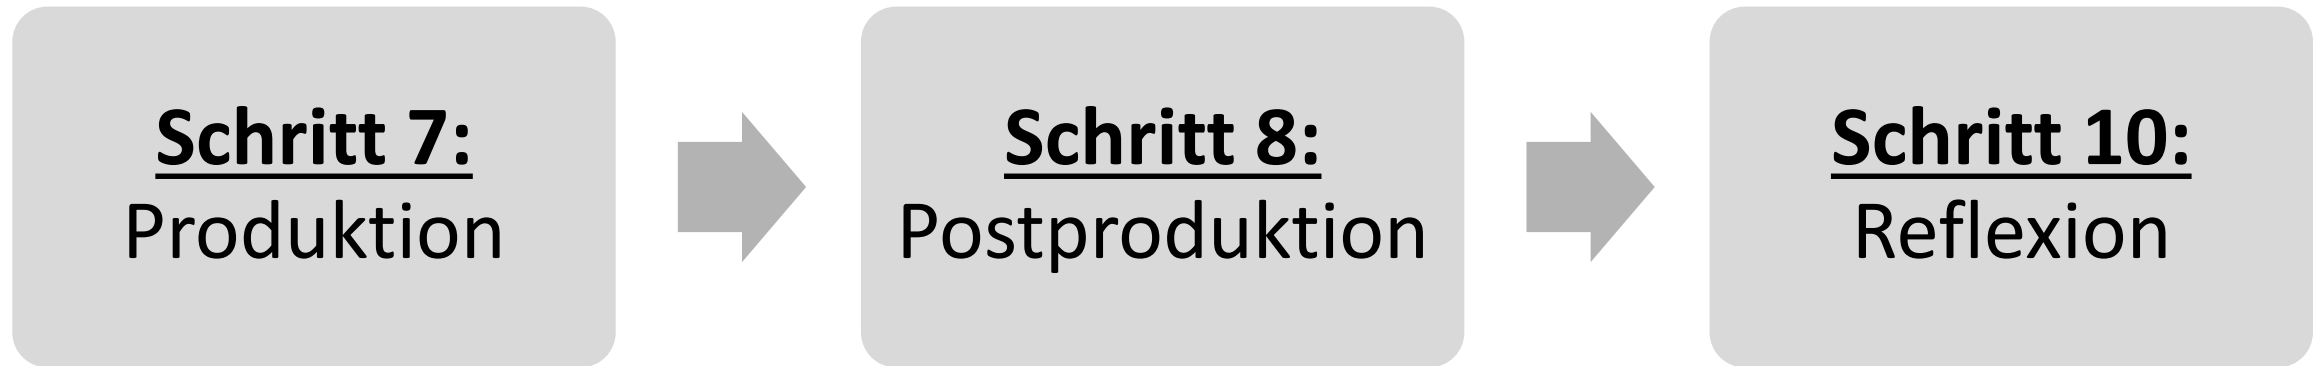 Schritt 7:
Produktion
Schritt 8:
Postproduktion
Schritt 10:
Reflexion